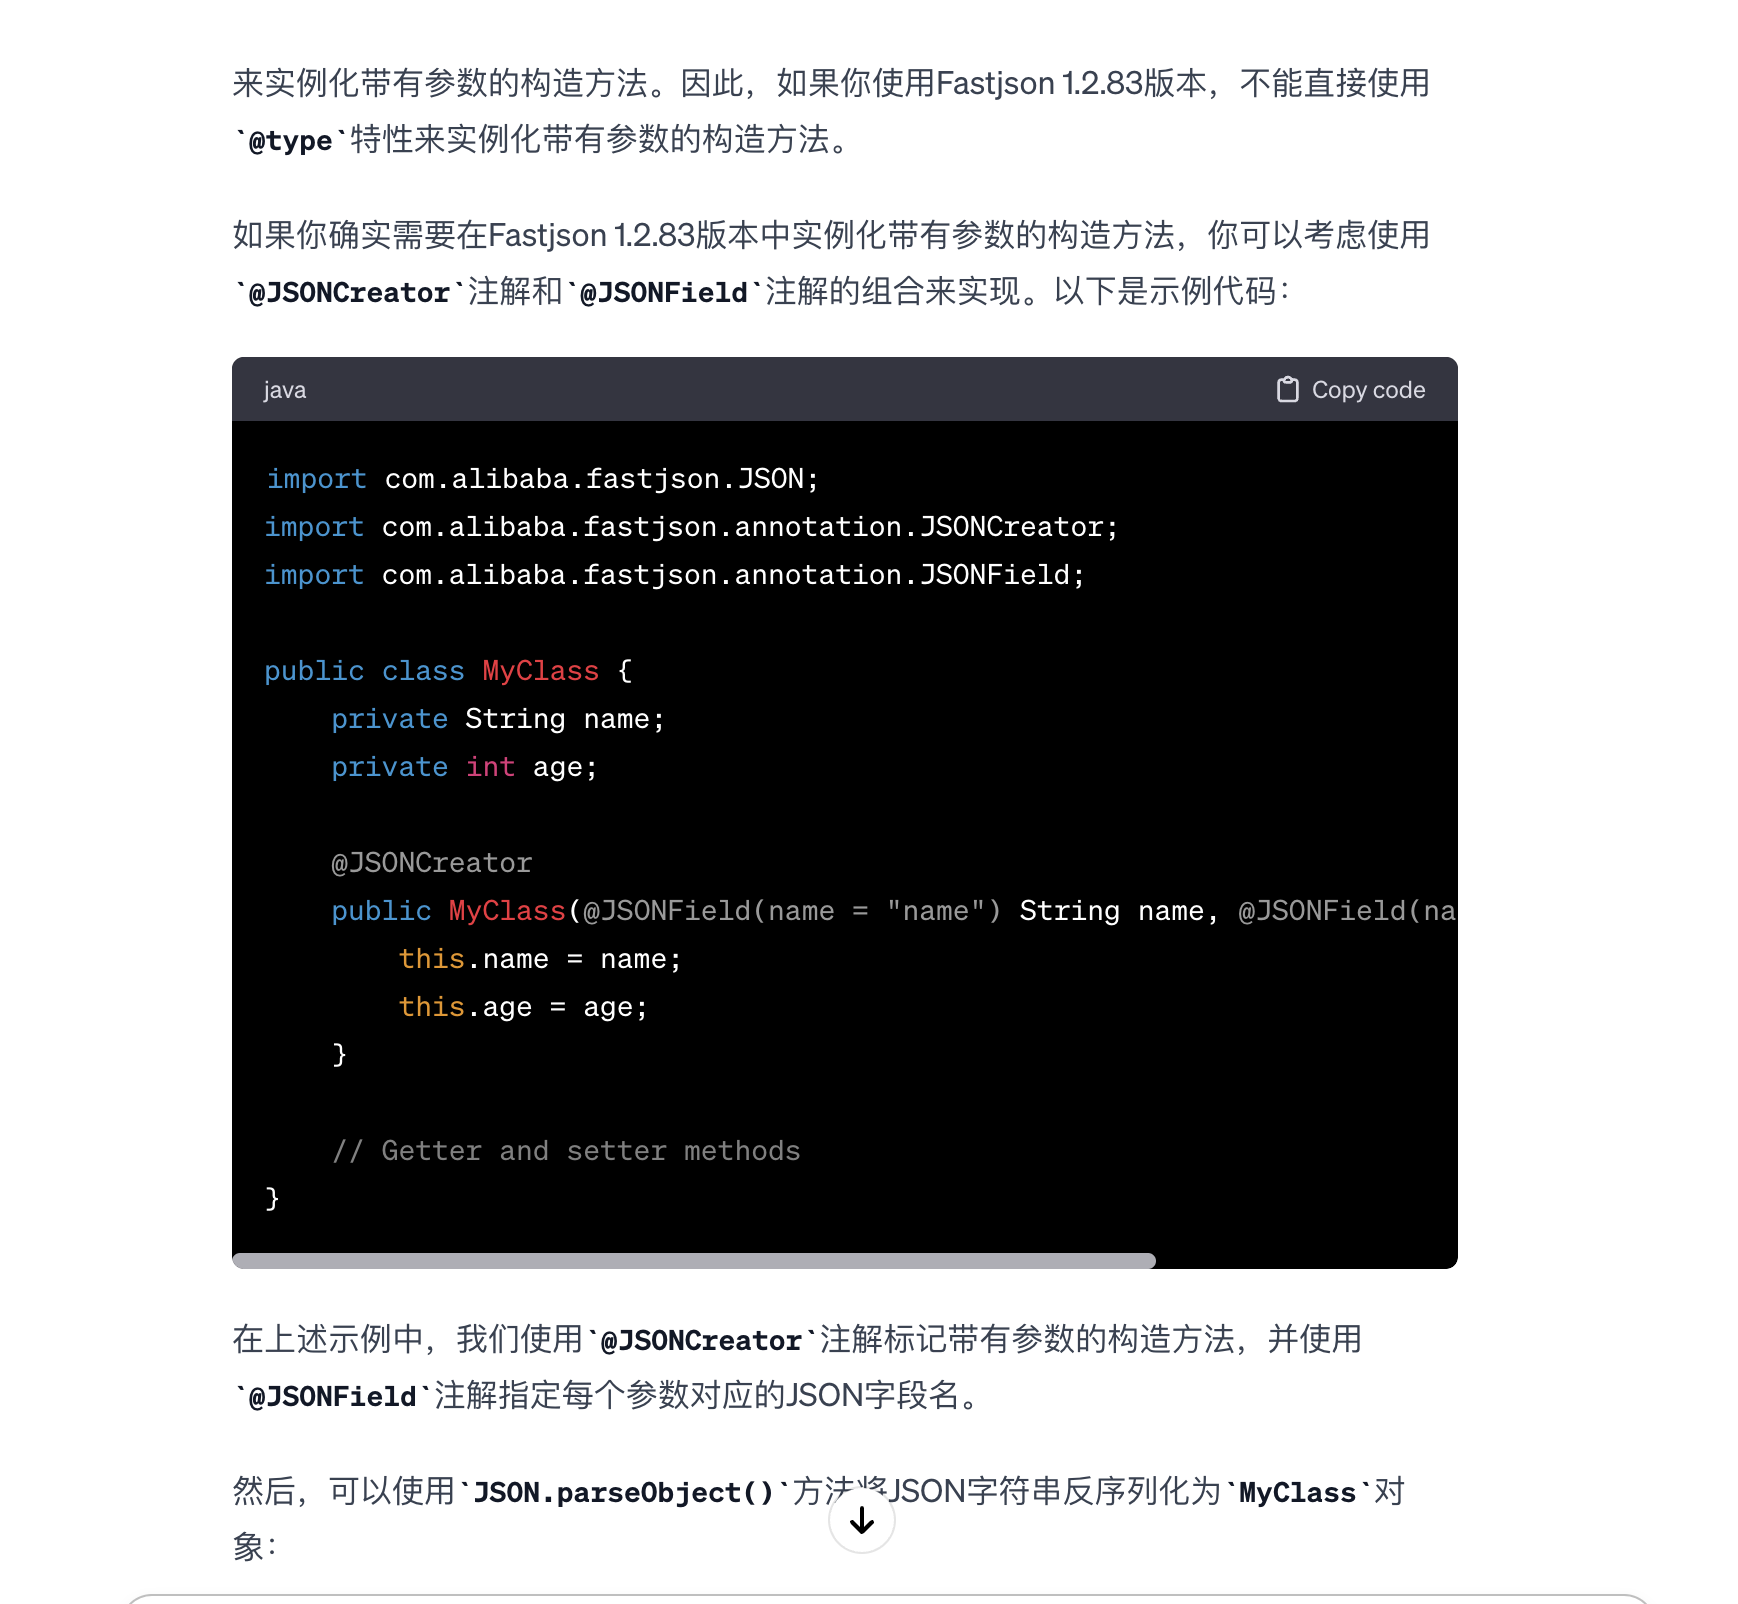 来实例化带有参数的构造方法。因此，如果你使用Fastjson 1.2.83版本，不能直接使用
`@type`特性来实例化带有参数的构造方法。
如果你确实需要在Fastjson 1.2.83版本中实例化带有参数的构造方法，你可以考虑使用
`@JSONCreator`注解和`@JSONField`注解的组合来实现。以下是示例代码：
java
Copy code
import com.alibaba.fastjson.JSON;
import com.alibaba.fastjson.annotation.JSONCreator;
import com.alibaba.fastjson.annotation.JSONField;
public class MyClass {
    private String name;
    private int age;
    @JSONCreator
    public MyClass(@JSONField(name = "name") String name, @JSONField(na
        this.name = name;
        this.age = age;
    }
    // Getter and setter methods
}
在上述示例中，我们使用`@JSONCreator`注解标记带有参数的构造方法，并使用
`@JSONField`注解指定每个参数对应的JSON字段名。
然后，可以使用`JSON.parseObject()`方法将JSON字符串反序列化为`MyClass`对
象：